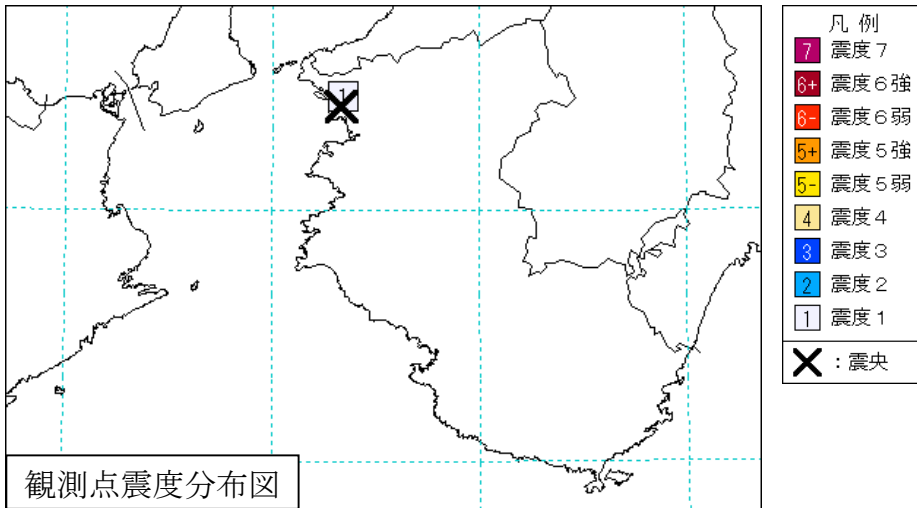 1
観測点震度分布図
凡 例
7 震度７
6+ 震度６強
6- 震度６弱
5+ 震度５強
5- 震度５弱
4 震度４
3 震度３
2 震度２
1 震度１
：震央